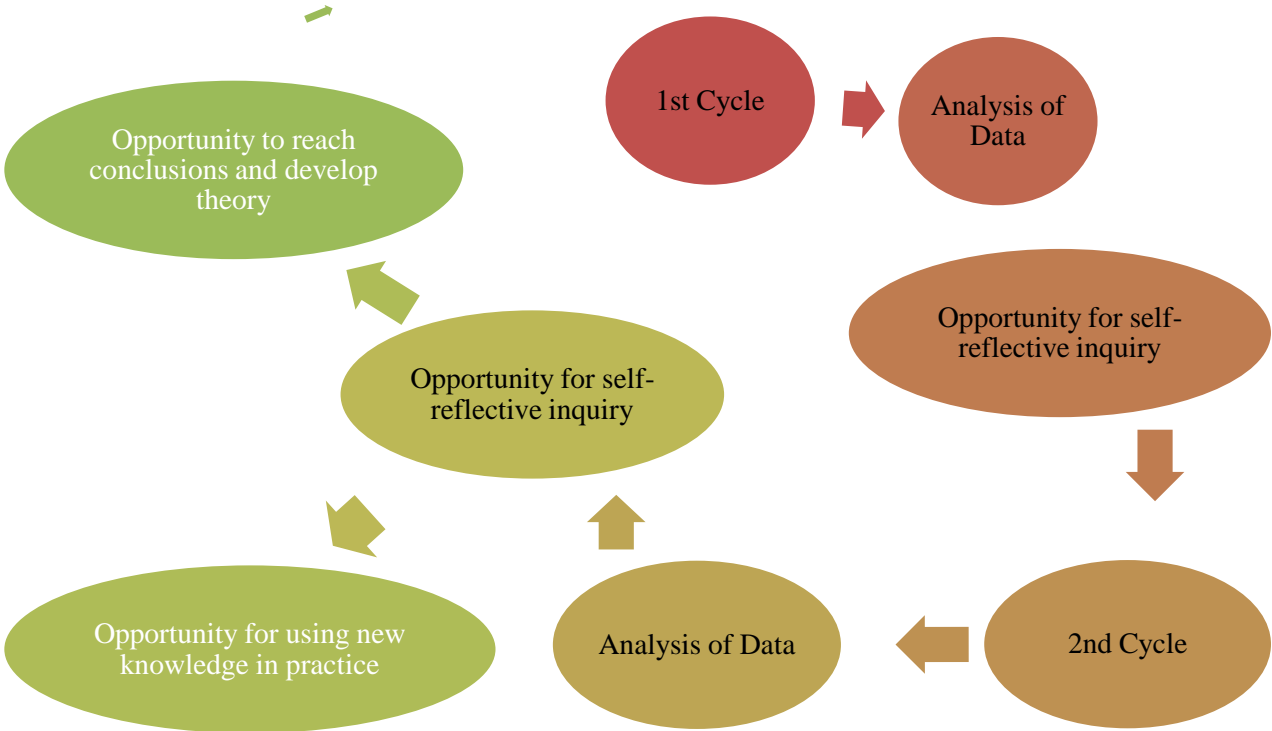 1st Cycle
Analysis of
Data
Opportunity for self-
reflective inquiry
2nd Cycle
Analysis of Data
Opportunity for self-
reflective inquiry
Opportunity for using new
knowledge in practice
Opportunity to reach
conclusions and develop
theory